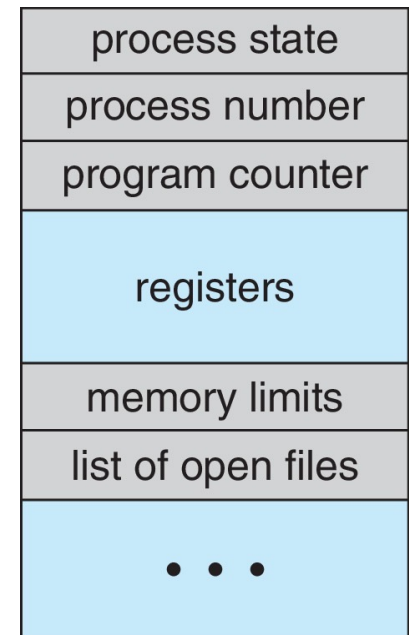 process state
process number
program counter
registers
memory limits
list of open files
• • •